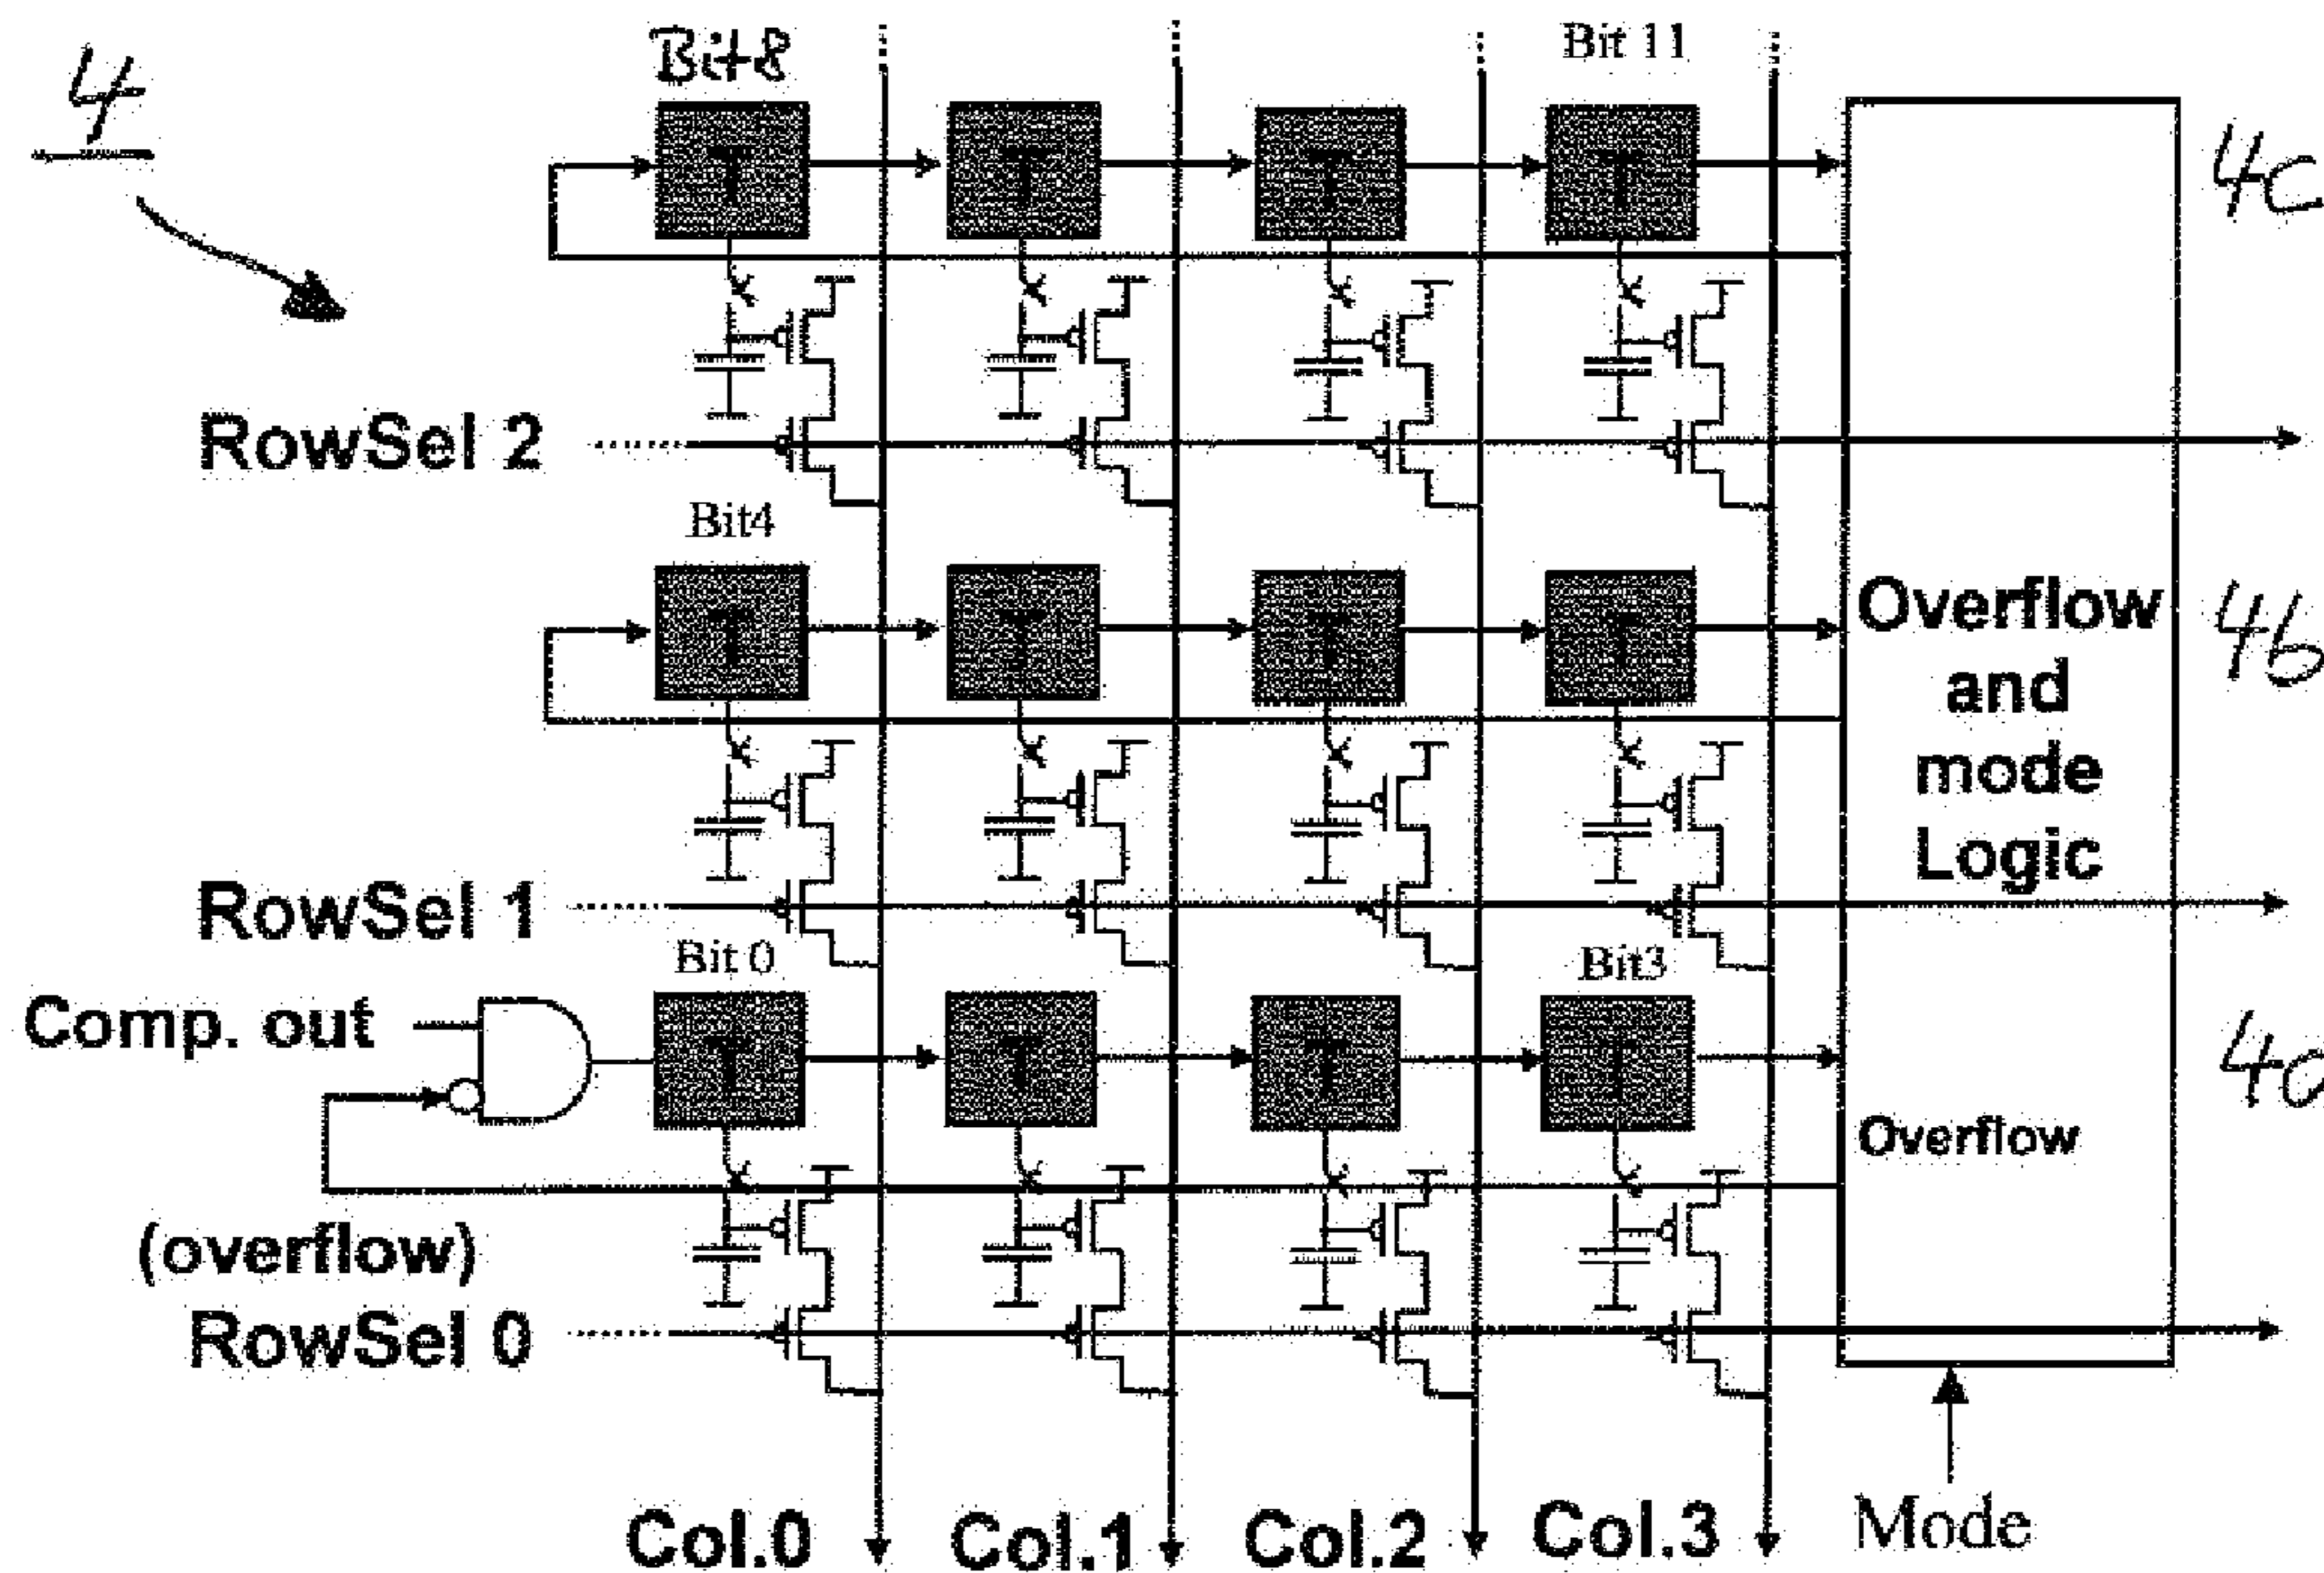 4
Bit8
Bit 11
T T T T
4c
RowSel 2
Bit4
T T T T
Overflow
and
mode
Logic
4b
RowSel 1
Bit 0
Bit3
Comp. out
T T T T
4a
Overflow
(overflow)
RowSel 0
Col.0
Col.1
Col.2
Col.3
Mode